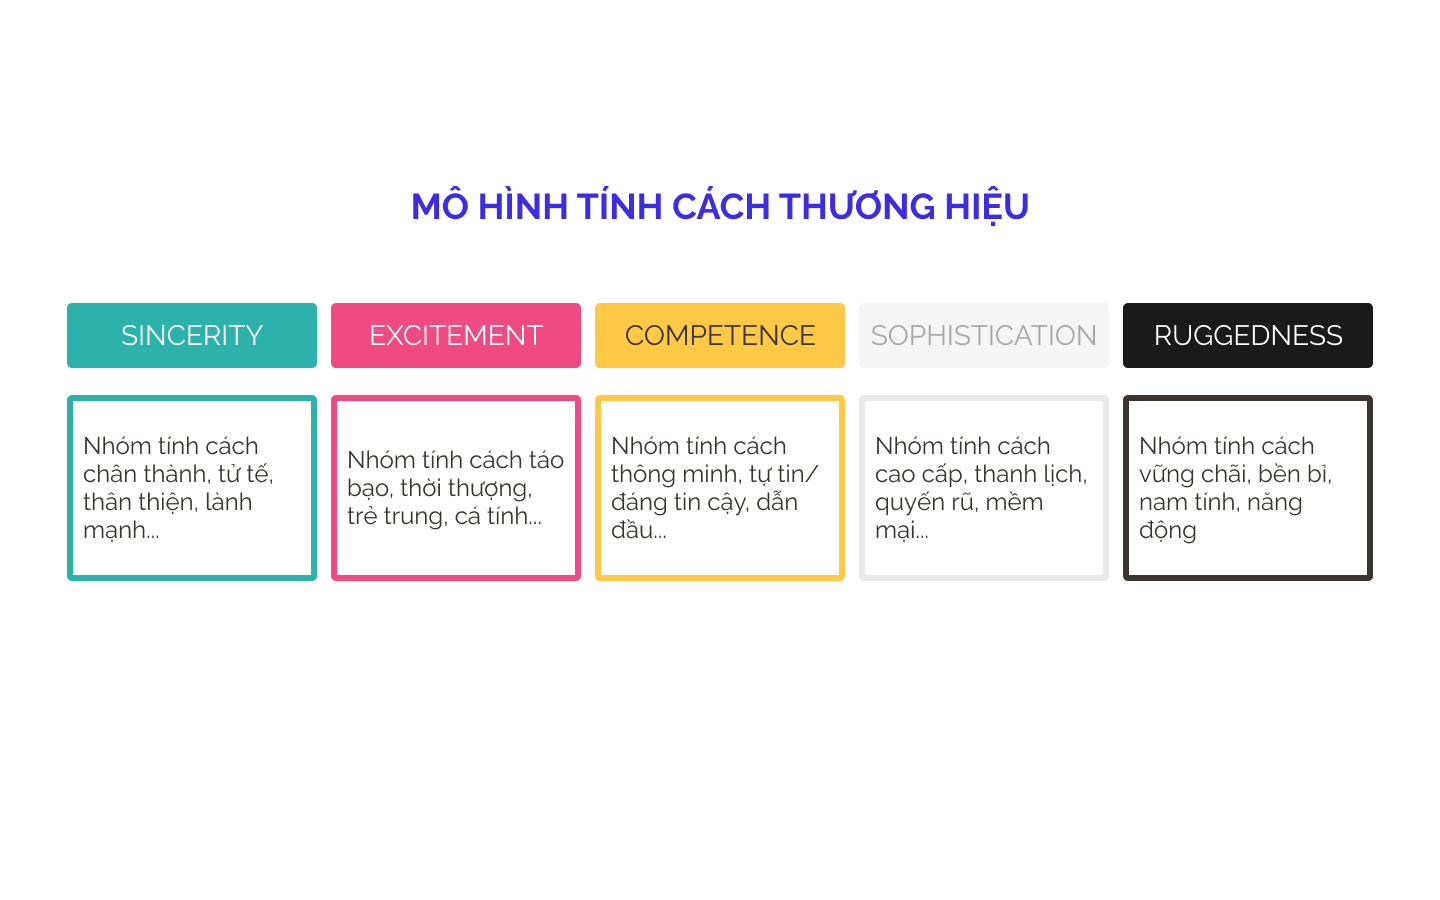 MÔ HÌNH TÍNH CÁCH THƯƠNG HIỆU
SINCERITY
EXCITEMENT
COMPETENCE
SOPHISTICATION
RUGGEDNESS
Nhóm tính cách
chân thành, tử tế,
thân thiện, lành
mạnh...
Nhóm tính cách táo
bạo, thời thượng,
trẻ trung, cá tính...
Nhóm tính cách
thông minh, tự tin/
đáng tin cậy, dẫn
đầu...
Nhóm tính cách
cao cấp, thanh lịch,
quyến rũ, mềm
mại...
Nhóm tính cách
vững chãi, bền bỉ,
nam tính, năng
động